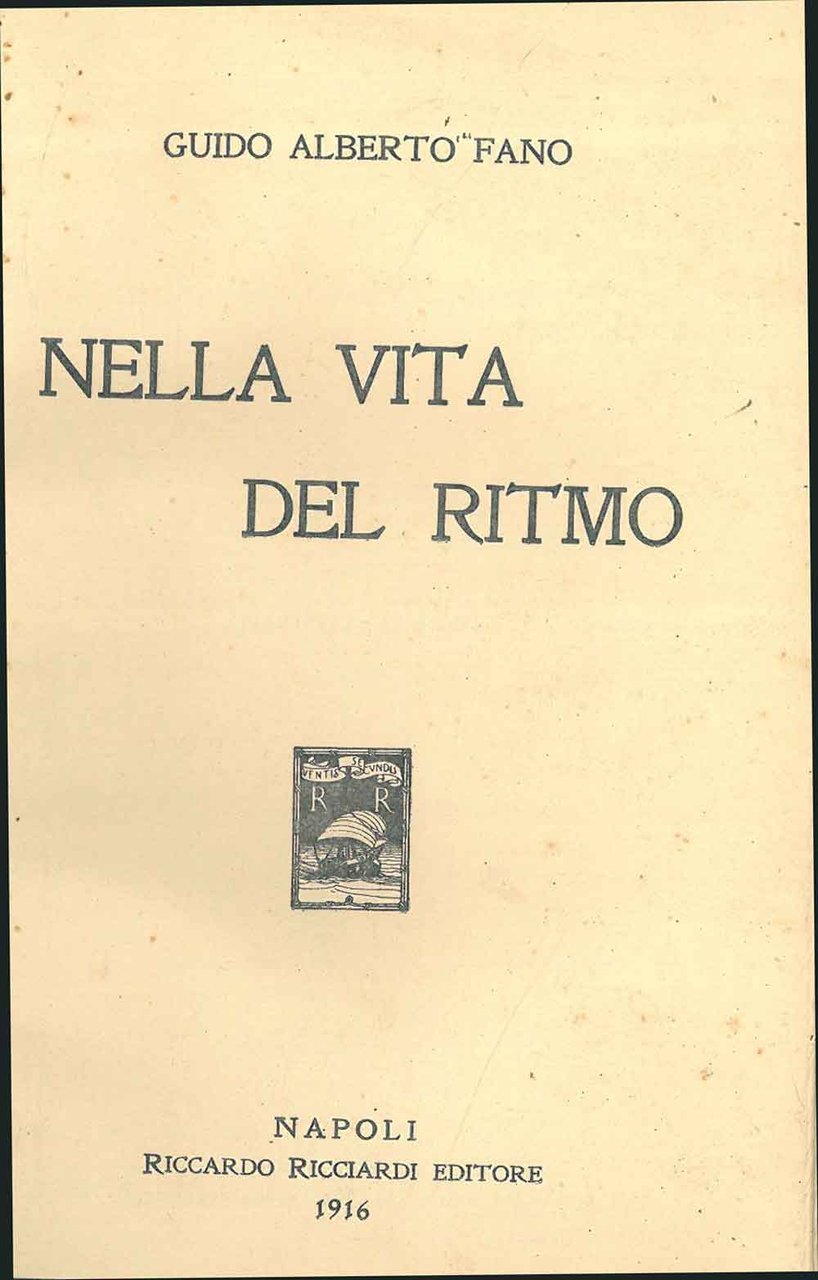 GUIDO ALBERTO FANO
NELLA VITA
DEL RITMO
VENTIS SECUNDIS
R R
NAPOLI
RICCARDO RICCIARDI EDITORE
1916